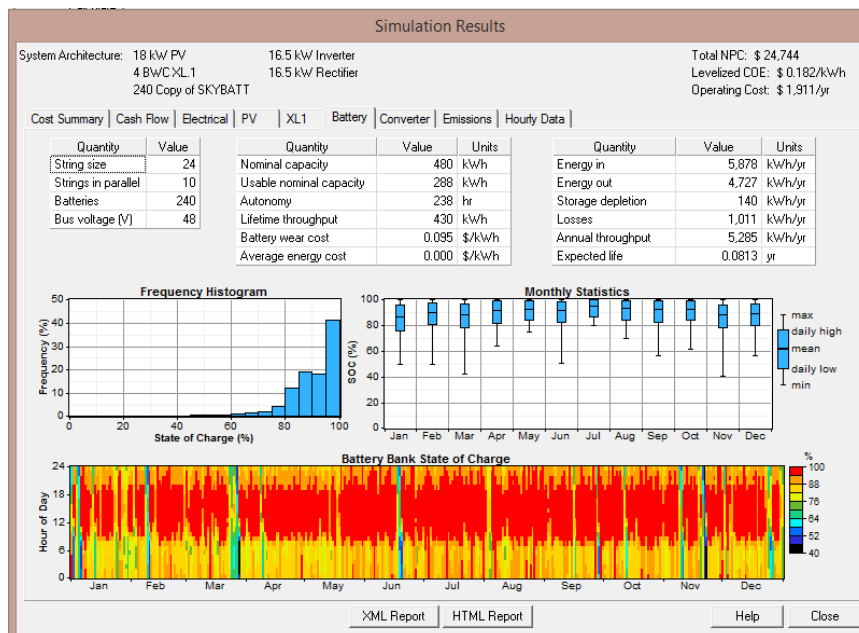 Simulation Results
System Architecture: 18 kW PV 16.5 kW Inverter Total NPC: $ 24,744
4 BWC XL.1 16.5 kW Rectifier Levelized COE: $ 0.182/kWh
240 Copy of SKYBATT Operating Cost: $ 1,911/yr
Cost Summary Cash Flow Electrical PV XL1 Battery Converter Emissions Hourly Data
Quantity Value
String size 24
Strings in parallel 10
Batteries 240
Bus voltage (V) 48
Quantity Value Units
Nominal capacity 480 kWh
Usable nominal capacity 288 kWh
Autonomy 238 hr
Lifetime throughput 430 kWh
Battery wear cost 0.095 $/kWh
Average energy cost 0.000 $/kWh
Quantity Value Units
Energy in 5,878 kWh/yr
Energy out 4,727 kWh/yr
Storage depletion 140 kWh/yr
Losses 1,011 kWh/yr
Annual throughput 5,285 kWh/yr
Expected life 0.0813 yr
Frequency Histogram
Frequency (%)
50
40
30
20
10
0
0 20 40 60 80 100
State of Charge (%)
Monthly Statistics
SOC (%)
100
80
60
40
20
0
Jan Feb Mar Apr May Jun Jul Aug Sep Oct Nov Dec
max
daily high
mean
daily low
min
Battery Bank State of Charge
Hour of Day
24
18
12
6
0
Jan Feb Mar Apr May Jun Jul Aug Sep Oct Nov Dec
%
100
88
76
64
52
40
XML Report HTML Report Help Close